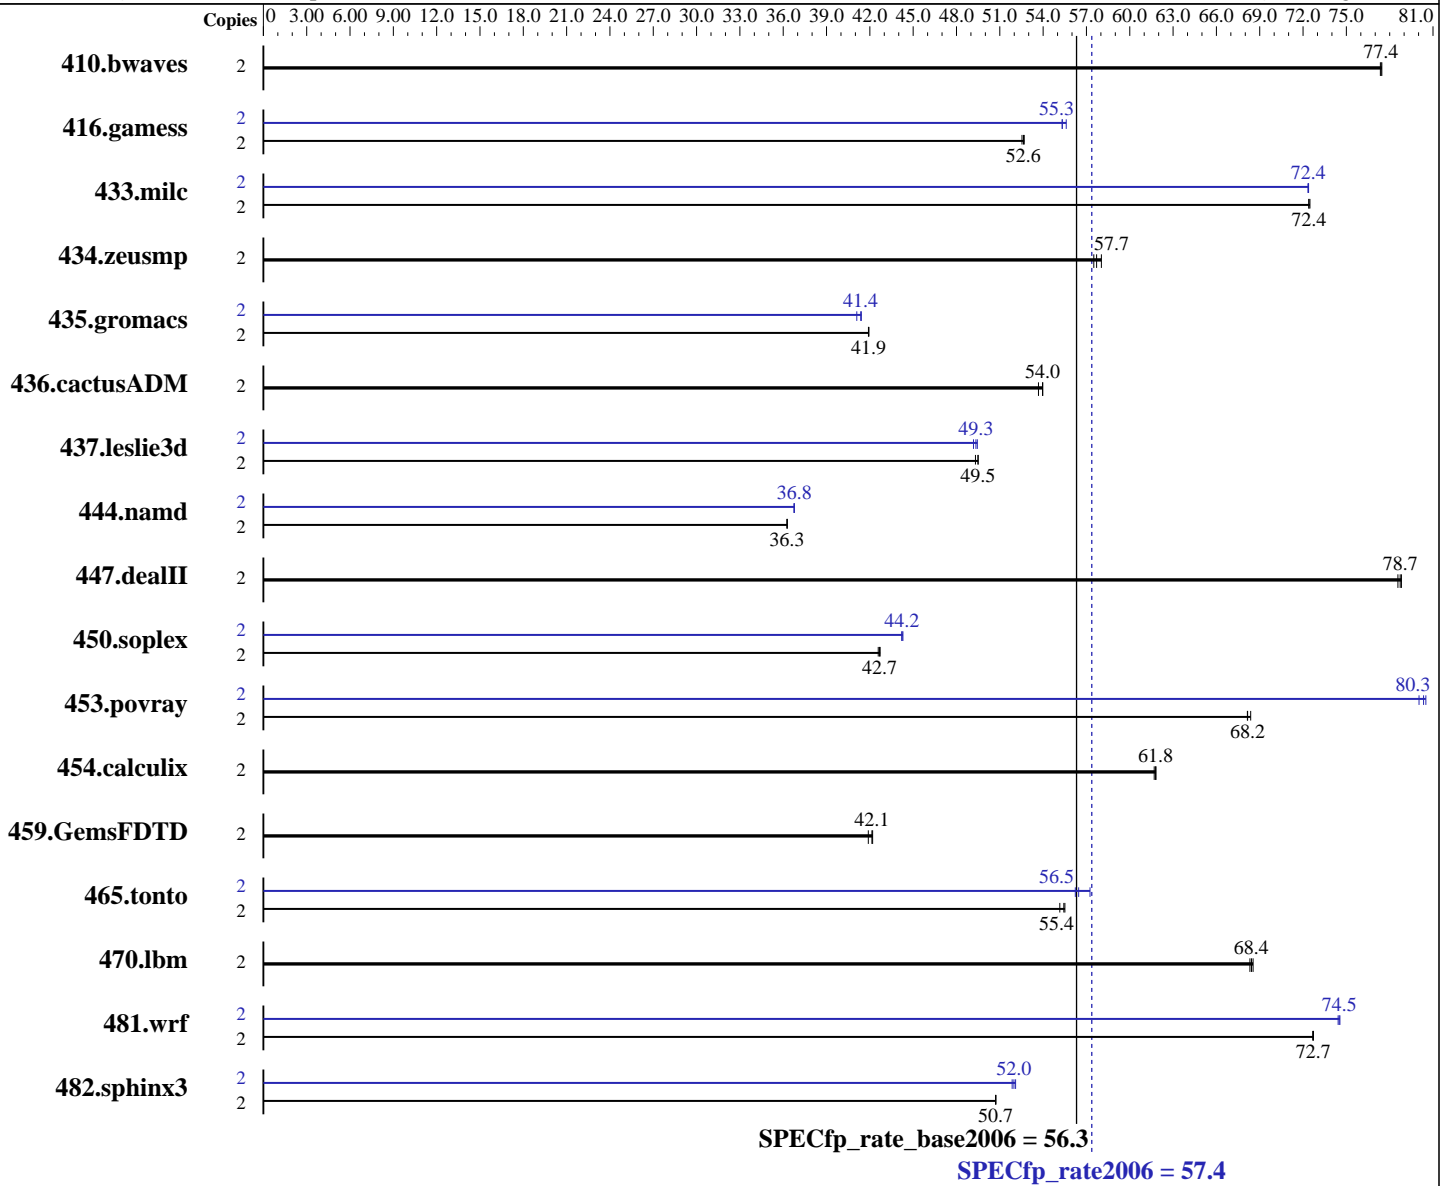 Copies 0 3.00 6.00 9.00 12.0 15.0 18.0 21.0 24.0 27.0 30.0 33.0 36.0 39.0 42.0 45.0 48.0 51.0 54.0 57.0 60.0 63.0 66.0 69.0 72.0 75.0 81.0
77.4
410.bwaves 2
55.3
416.gamess 2
2
52.6
72.4
433.milc 2
2
72.4
57.7
434.zeusmp 2
41.4
435.gromacs 2
2
41.9
54.0
436.cactusADM 2
49.3
437.leslie3d 2
2
49.5
36.8
444.namd 2
2
36.3
78.7
447.dealII 2
44.2
450.soplex 2
2
42.7
80.3
453.povray 2
2
68.2
61.8
454.calculix 2
42.1
459.GemsFDTD 2
56.5
465.tonto 2
2
55.4
68.4
470.lbm 2
74.5
481.wrf 2
2
72.7
52.0
482.sphinx3 2
2
50.7
SPECfp_rate_base2006 = 56.3
SPECfp_rate2006 = 57.4